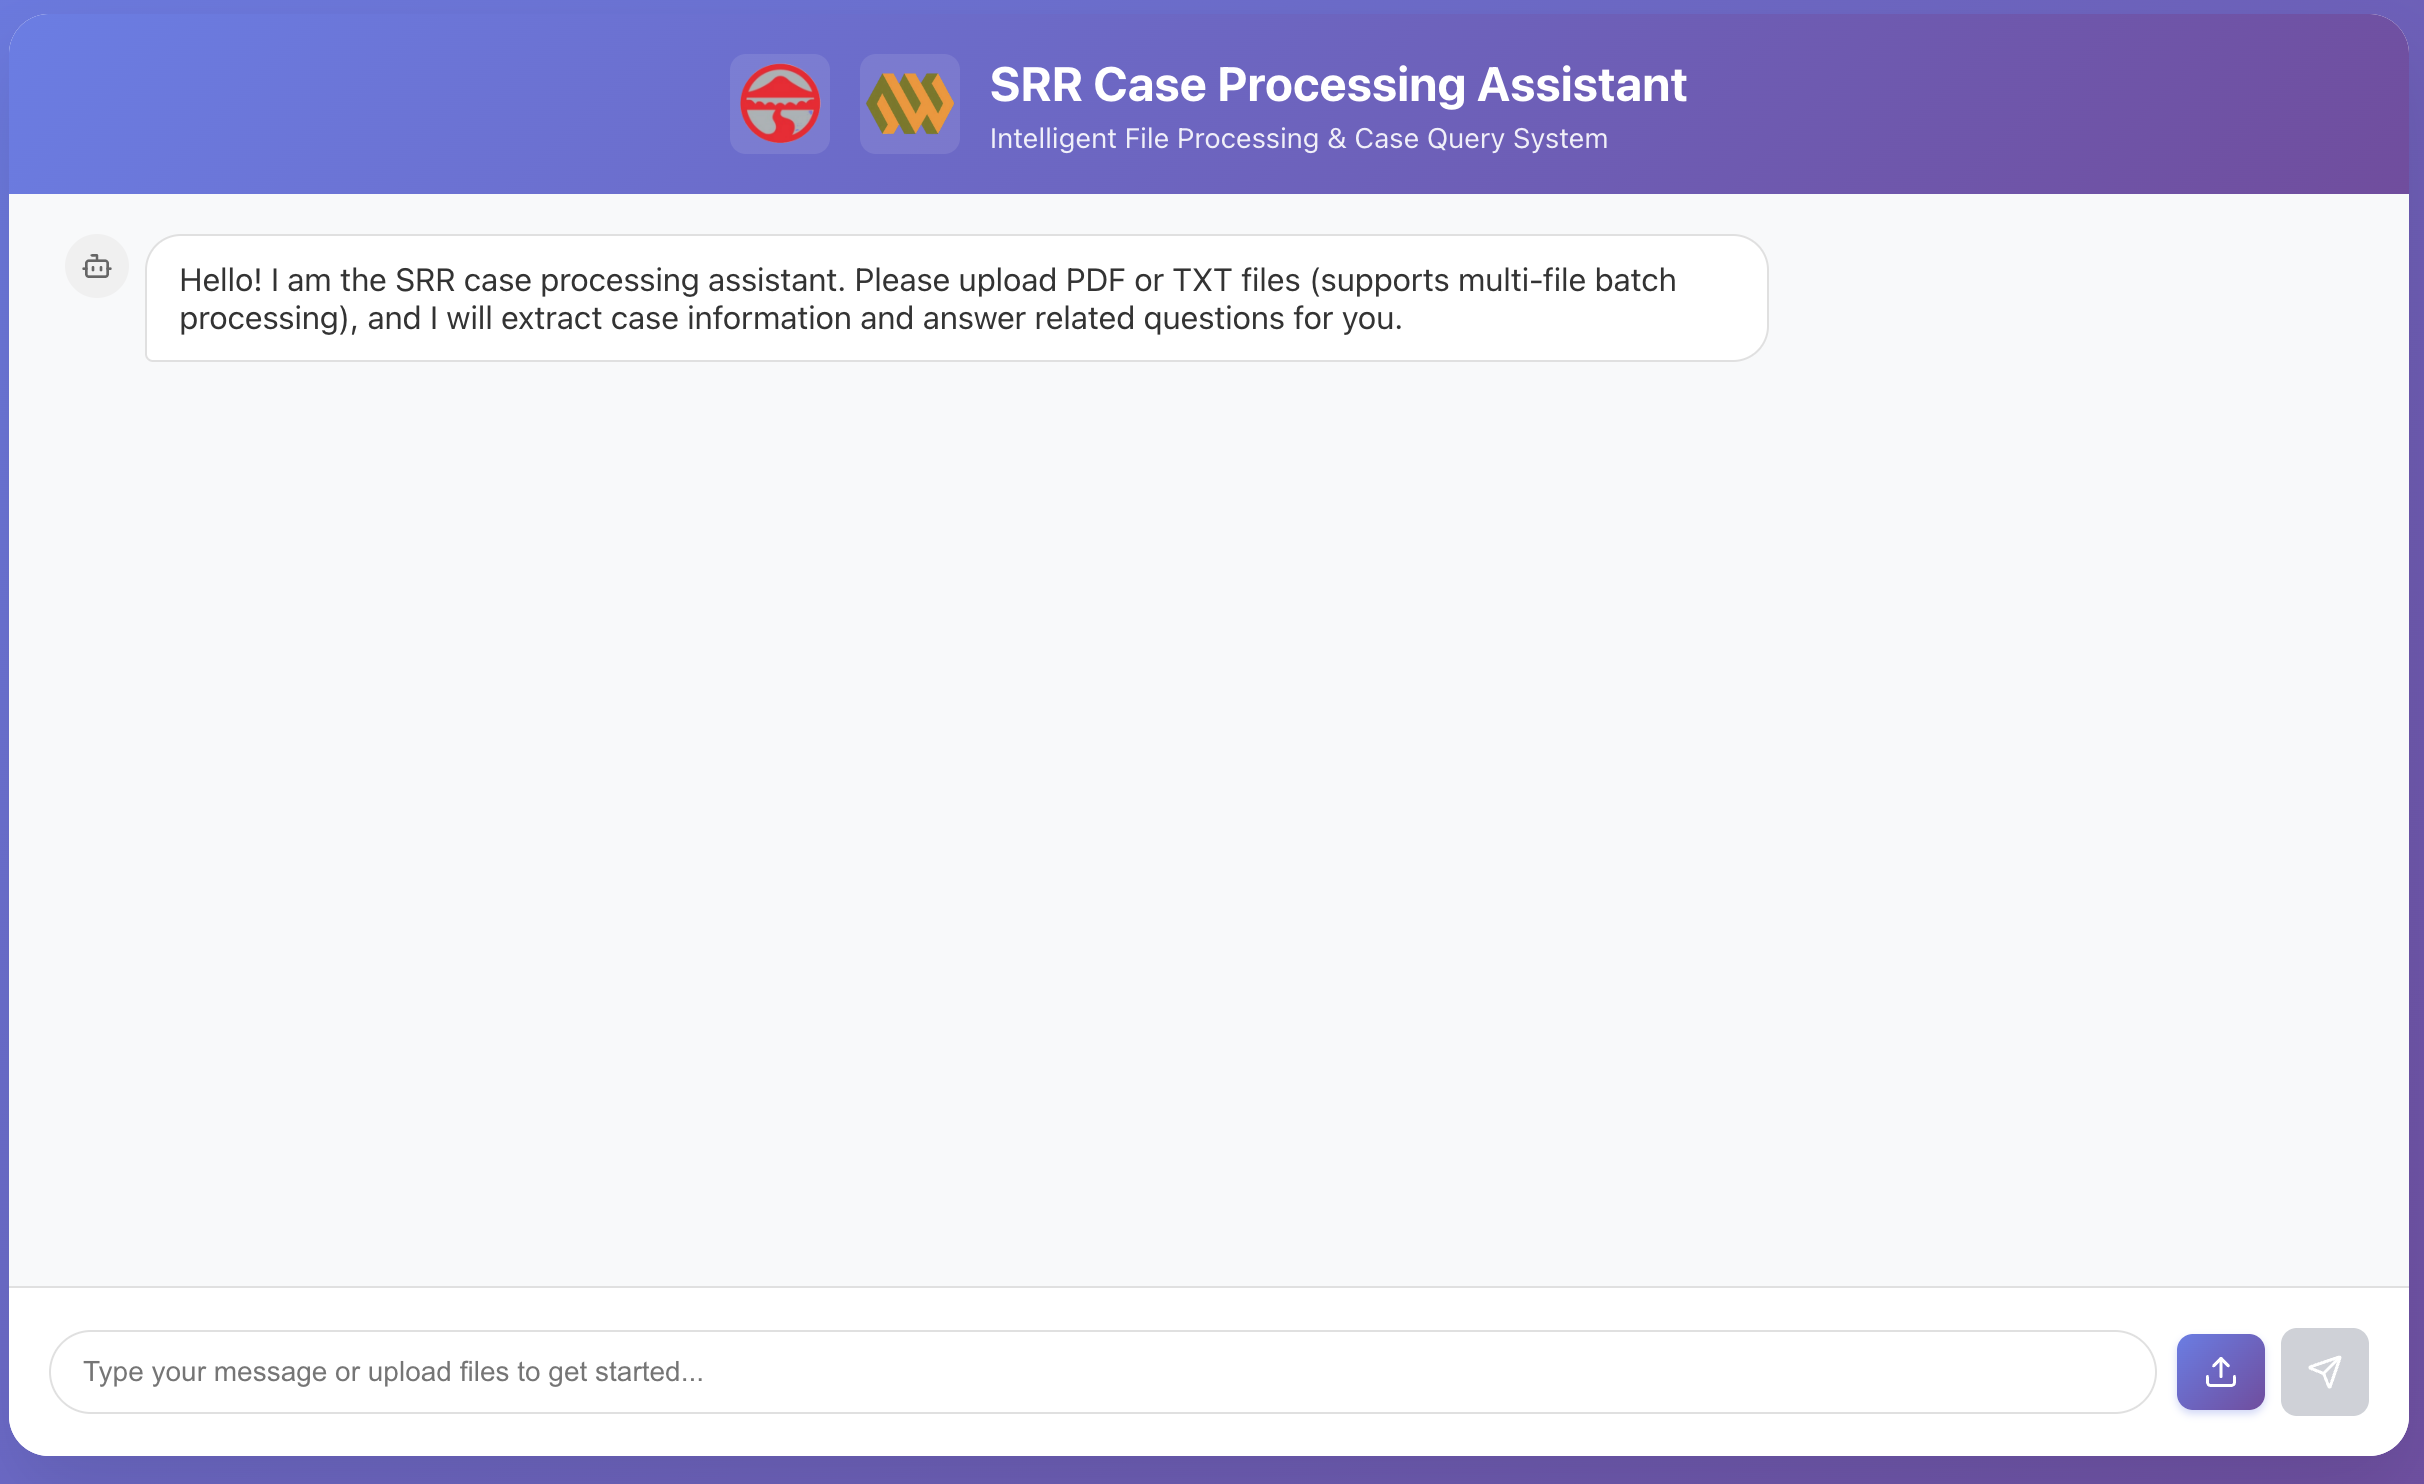 SRR Case Processing Assistant
Intelligent File Processing & Case Query System
Hello! I am the SRR case processing assistant. Please upload PDF or TXT files (supports multi-file batch
processing), and I will extract case information and answer related questions for you.
Type your message or upload files to get started...